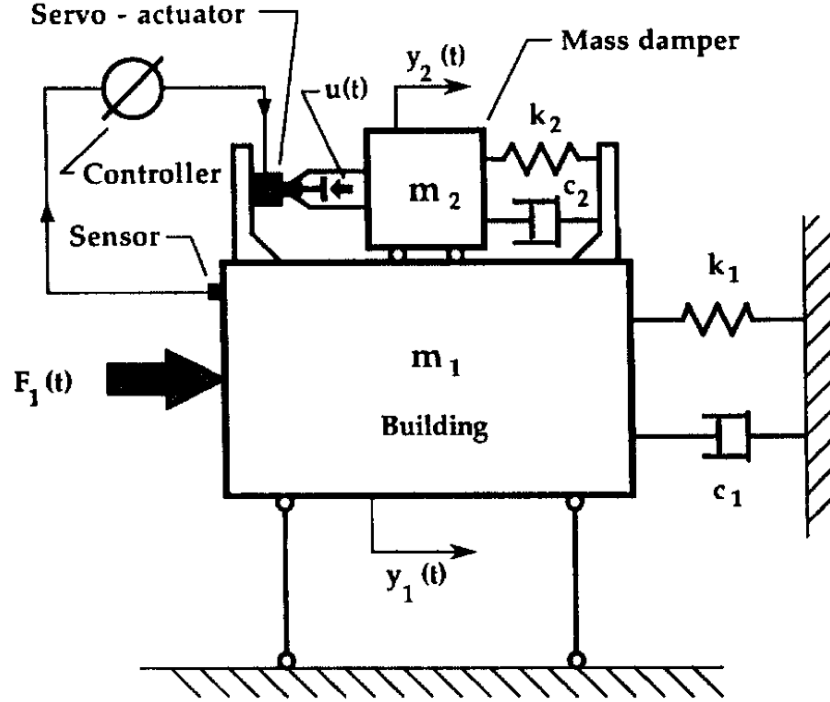 Servo - actuator
y₂ (t)
Mass damper
u(t)
k₂
Controller
m₂
c₂
Sensor
k₁
F₁(t)
m₁
Building
c₁
y₁ (t)